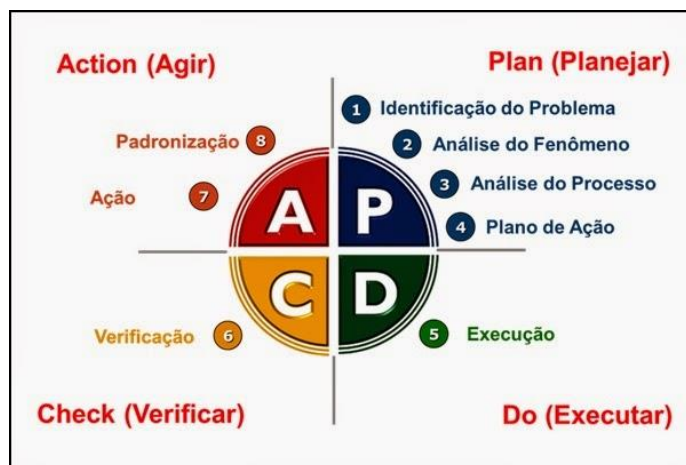 Action (Agir)
Plan (Planejar)
1 Identificação do Problema
2 Análise do Fenômeno
3 Análise do Processo
4 Plano de Ação
Padronização 8
Ação 7
A P
C D
Verificação 6
5 Execução
Check (Verificar)
Do (Executar)